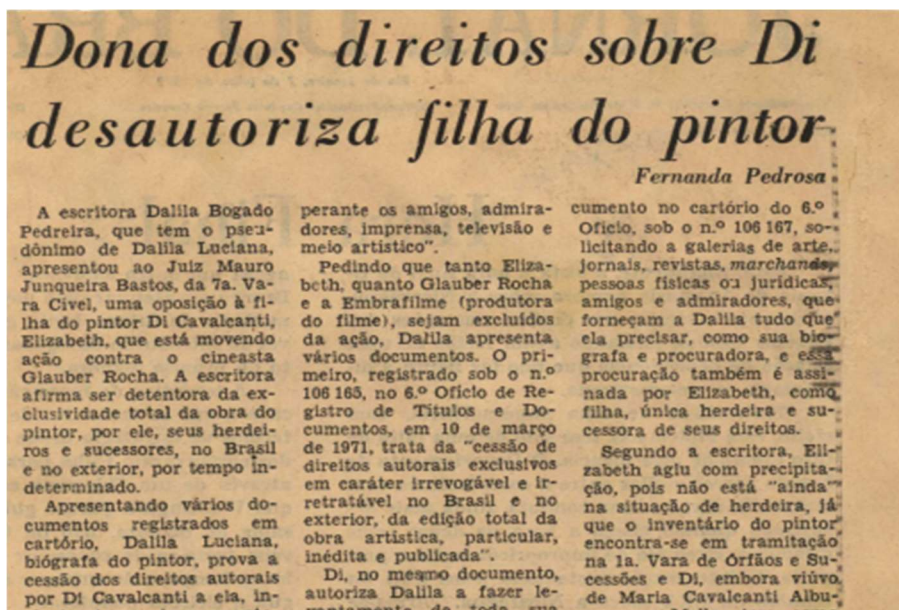 Dona dos direitos sobre Di
desautoriza filha do pintor
Fernanda Pedrosa
A escritora Dalila Bogado
Pedreira, que tem o pseu-
dônimo de Dalila Luciana,
apresentou ao Juiz Mauro
Junqueira Bastos, da 7a. Va-
ra Cível, uma oposição à fi-
lha do pintor Di Cavalcanti,
Elizabeth, que está movendo
ação contra o cineasta
Glauber Rocha. A escritora
afirma ser detentora da ex-
clusividade total da obra do
pintor, por ele, seus herdei-
ros e sucessores, no Brasil
e no exterior, por tempo in-
determinado.
Apresentando vários do-
cumentos registrados em
cartório, Dalila Luciana,
biógrafa do pintor, prova a
cessão dos direitos autorais
por Di Cavalcanti a ela, in-
perante os amigos, admira-
dores, imprensa, televisão e
meio artístico".
Pedindo que tanto Eliza-
beth, quanto Glauber Rocha
e a Embrafilme (produtora
do filme), sejam excluídos
da ação, Dalila apresenta
vários documentos. O pri-
meiro, registrado sob o n.º
106 165, no 6.º Ofício de Re-
gistro de Títulos e Do-
cumentos, em 10 de março
de 1971, trata da "cessão de
direitos autorais exclusivos
em caráter irrevogável e ir-
retratável no Brasil e no
exterior, da edição total da
obra artística, particular,
inédita e publicada".
Di, no mesmo documento,
autoriza Dalila a fazer le-
vantamento de toda sua
cumento no cartório do 6.º
Ofício, sob o n.º 106 167, so-
licitando a galerias de arte,
jornais, revistas, marchands,
pessoas físicas ou jurídicas,
amigos e admiradores, que
forneçam a Dalila tudo que
ela precisar, como sua bió-
grafa e procuradora, e essa
procuração também é assi-
nada por Elizabeth, como
filha, única herdeira e su-
cessora de seus direitos.
Segundo a escritora, Eli-
zabeth agiu com precipita-
ção, pois não está "ainda"
na situação de herdeira, já
que o inventário do pintor
encontra-se em tramitação
na 1a. Vara de Órfãos e Su-
cessões e Di, embora viúvo
de Maria Cavalcanti Albu-